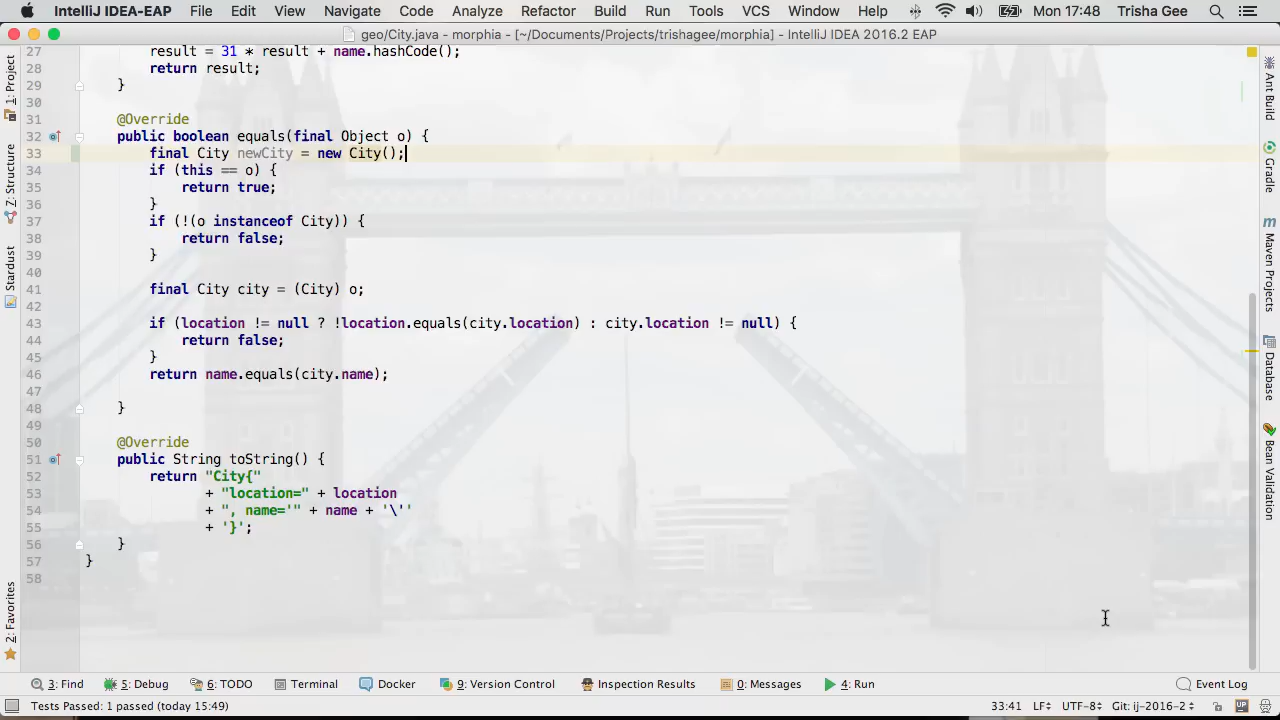 IntelliJ IDEA-EAP File Edit View Navigate Code Analyze Refactor Build Run Tools VCS Window Help Mon 17:48 Trisha Gee
geo/City.java - morphia - [~/Documents/Projects/trishagee/morphia] - IntelliJ IDEA 2016.2 EAP
27 result = 31 * result + name.hashCode();
28 return result;
29 }
30
31 @Override
32 public boolean equals(final Object o) {
33 final City newCity = new City();
34 if (this == o) {
35 return true;
36 }
37 if (!(o instanceof City)) {
38 return false;
39 }
40
41 final City city = (City) o;
42
43 if (location != null ? !location.equals(city.location) : city.location != null) {
44 return false;
45 }
46 return name.equals(city.name);
47
48 }
49
50 @Override
51 public String toString() {
52 return "City{"
53 + "location=" + location
54 + ", name='" + name + '\''
55 + '}';
56 }
57 }
58
1: Project
7: Structure
Stardust
2: Favorites
Ant Build
Gradle
m
Maven Projects
Database
Bean Validation
3: Find 5: Debug 6: TODO Terminal Docker 9: Version Control Inspection Results 0: Messages 4: Run Event Log
Tests Passed: 1 passed (today 15:49) 33:41 LF UTF-8 Git: ij-2016-2 UP